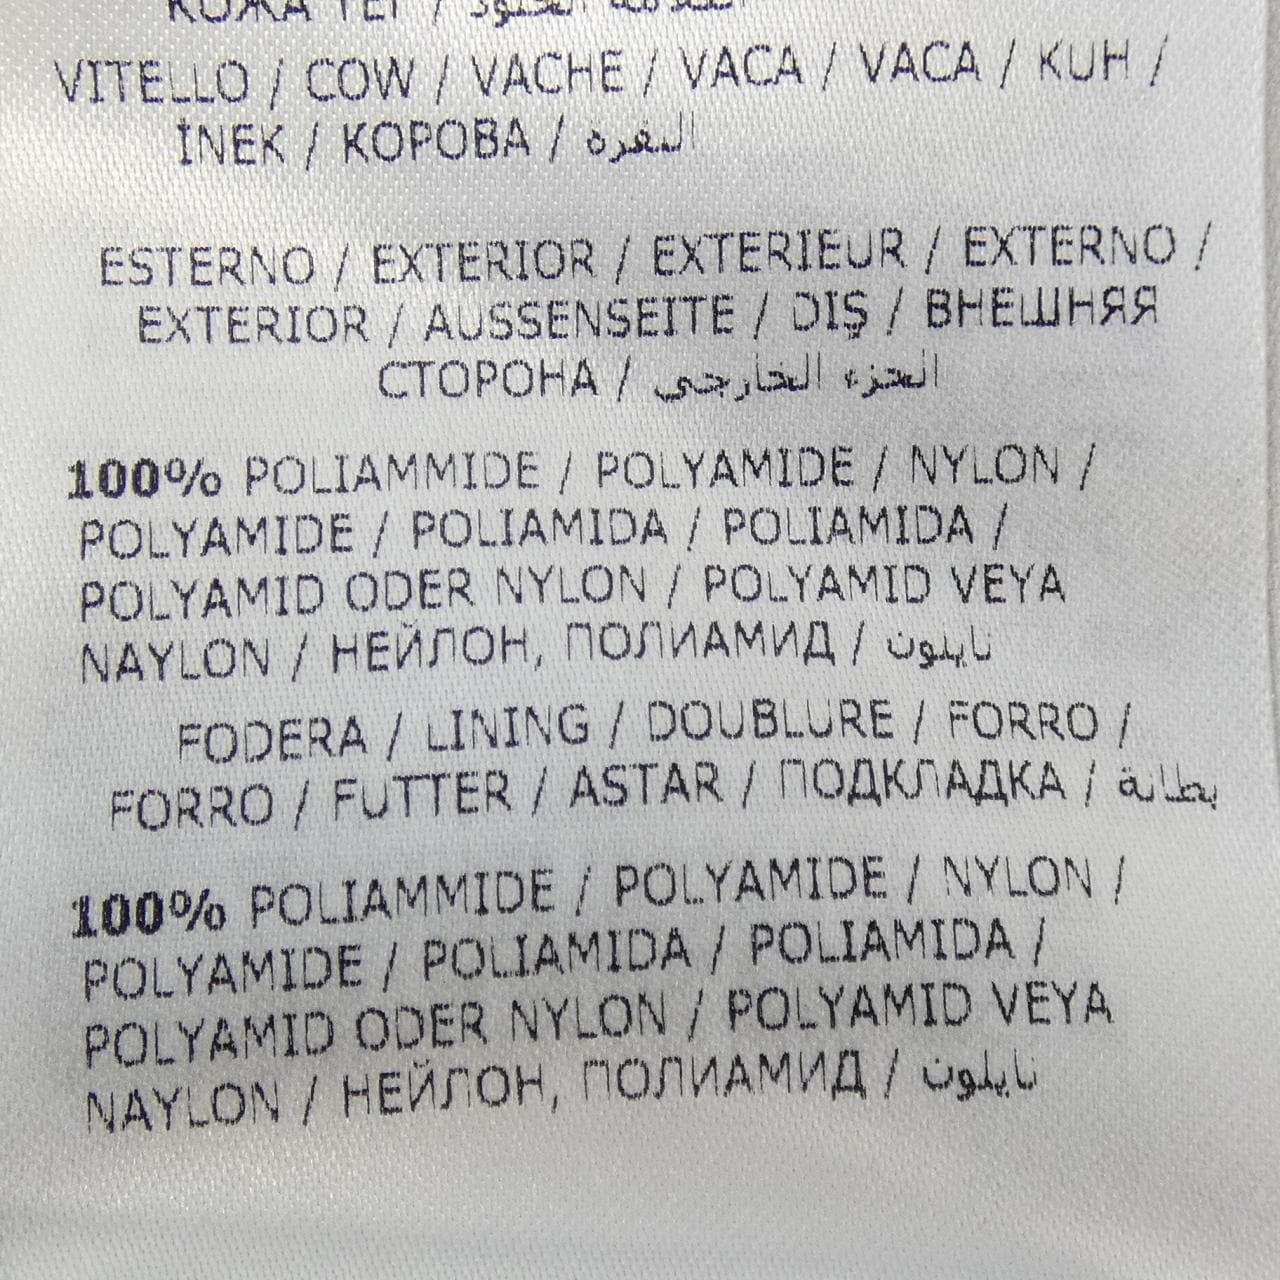 КОЖА ТЕГ /
VITELLO / COW / VACHE / VACA / VACA / KUH /
İNEK / КОРОВА / البقرة
ESTERNO / EXTERIOR / EXTERIEUR / EXTERNO /
EXTERIOR / AUSSENSEITE / DIŞ / ВНЕШНЯЯ
СТОРОНА / الجزء الخارجي
100% POLIAMMIDE / POLYAMIDE / NYLON /
POLYAMIDE / POLIAMIDA / POLIAMIDA /
POLYAMID ODER NYLON / POLYAMID VEYA
NAYLON / НЕЙЛОН, ПОЛИАМИД / نايلون
FODERA / LINING / DOUBLURE / FORRO /
FORRO / FUTTER / ASTAR / ПОДКЛАДКА / بطانة
100% POLIAMMIDE / POLYAMIDE / NYLON /
POLYAMIDE / POLIAMIDA / POLIAMIDA /
POLYAMID ODER NYLON / POLYAMID VEYA
NAYLON / НЕЙЛОН, ПОЛИАМИД / نايلون